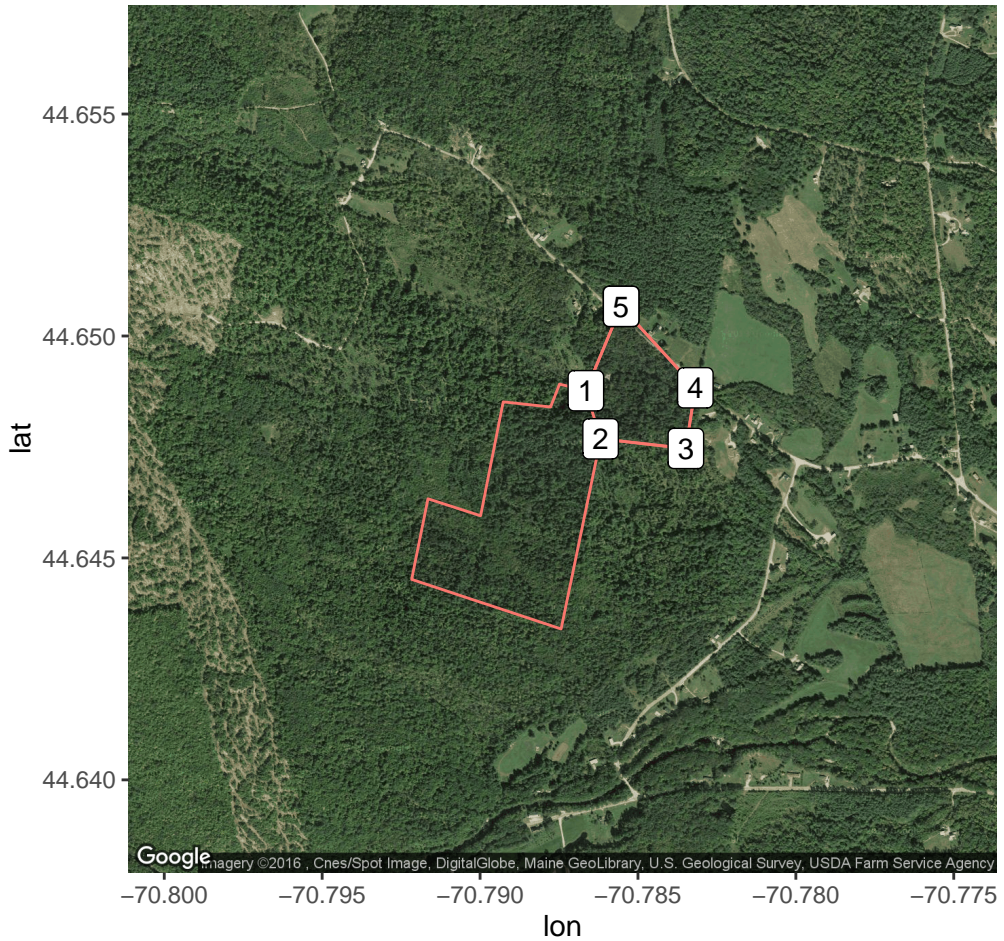 44.655
5
44.650
4
1
2
3
lat
44.645
44.640
Google
Imagery ©2016 , Cnes/Spot Image, DigitalGlobe, Maine GeoLibrary, U.S. Geological Survey, USDA Farm Service Agency
−70.800 −70.795 −70.790 −70.785 −70.780 −70.775
lon